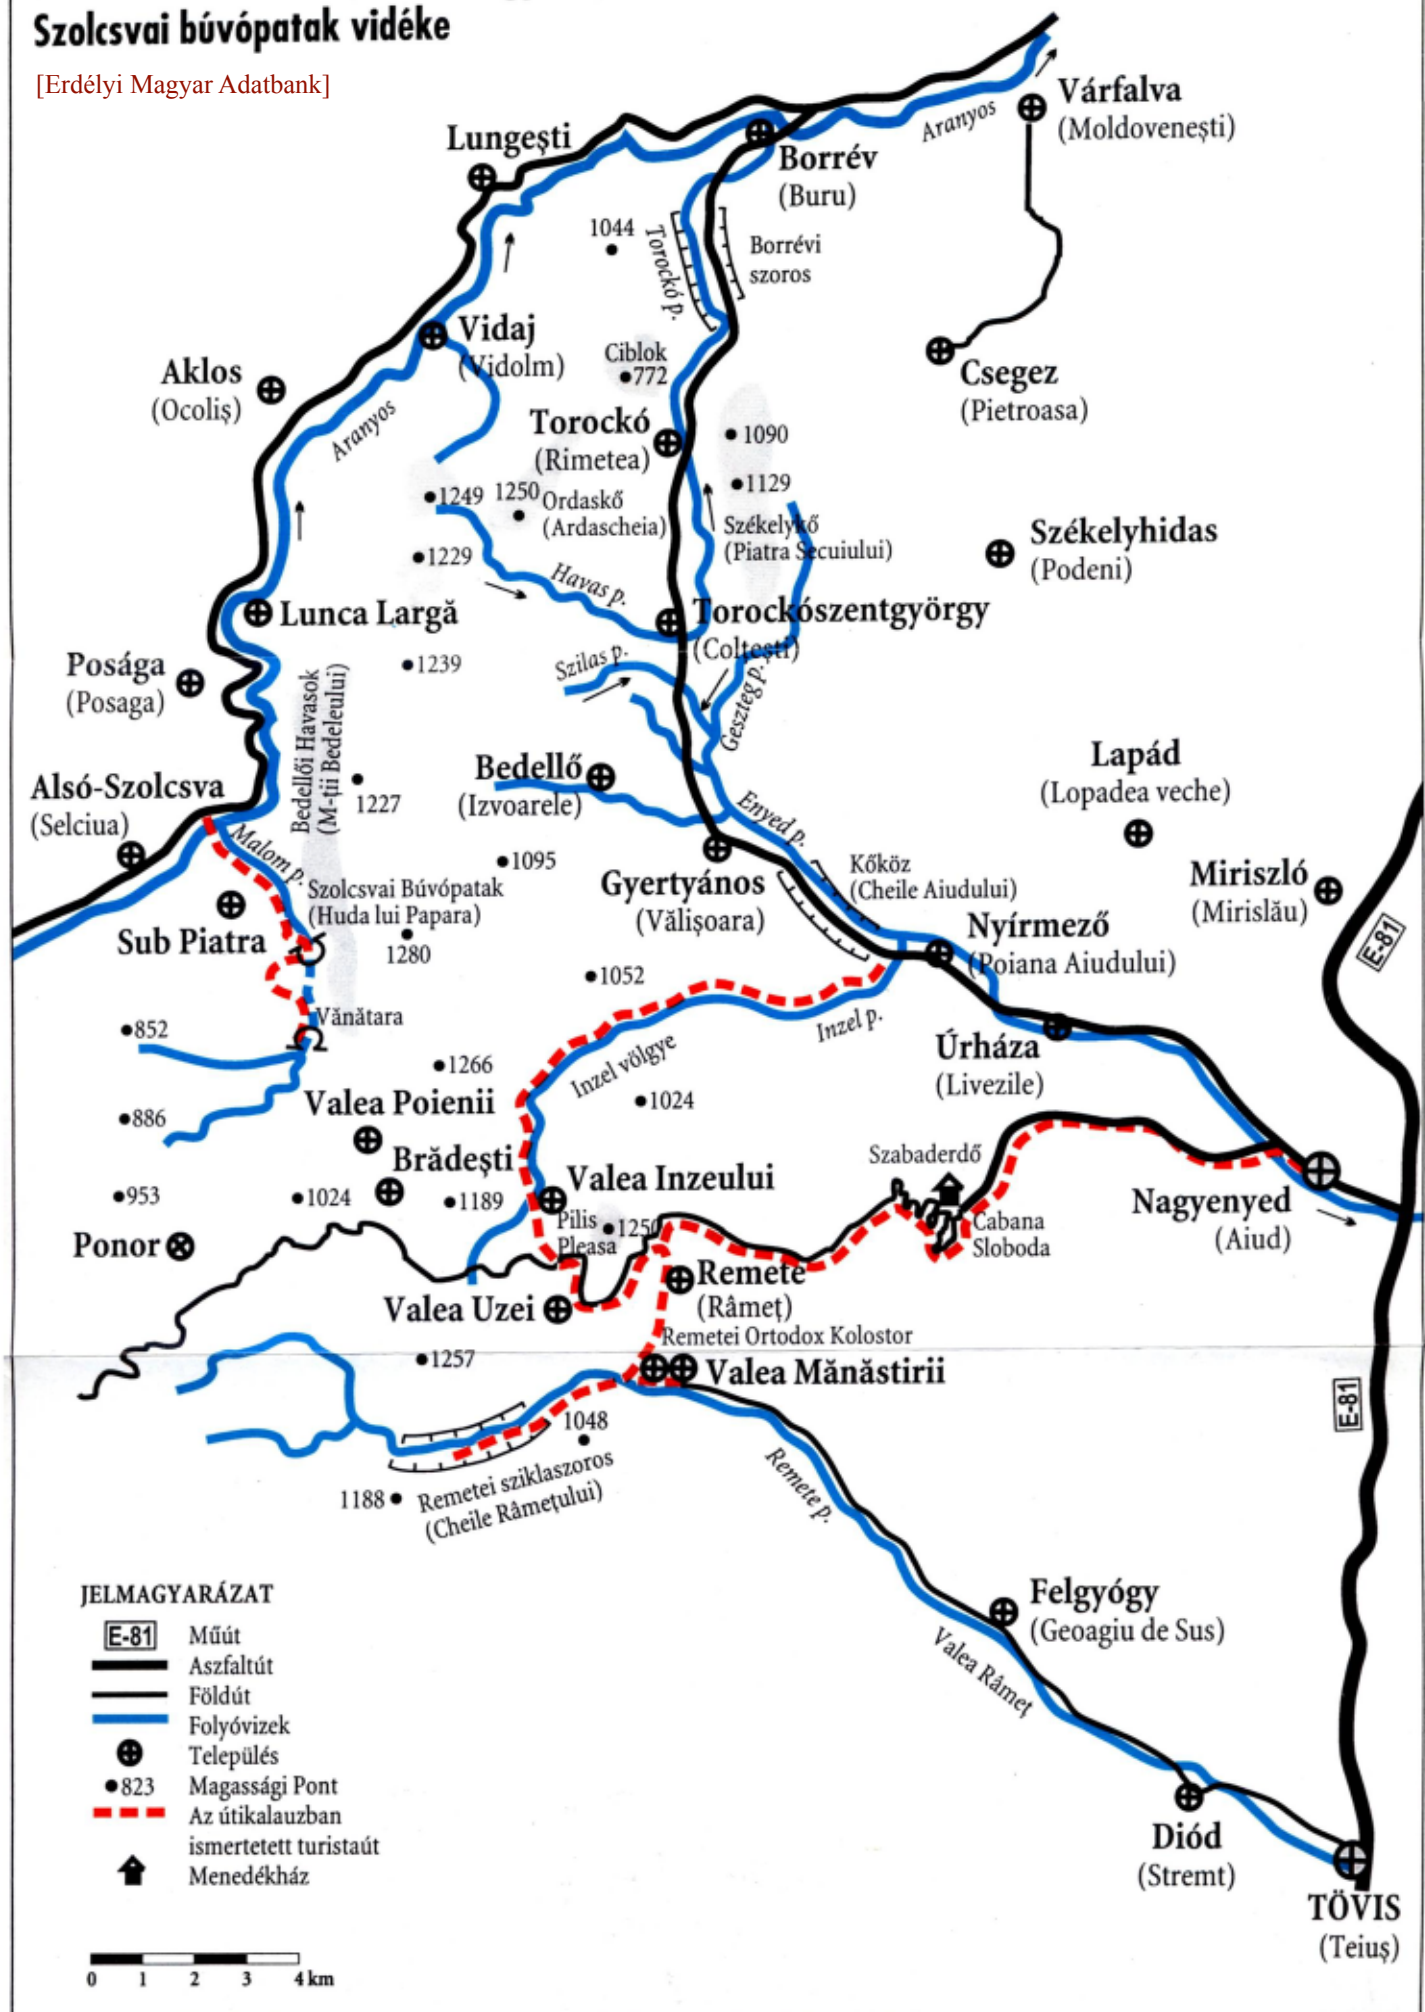 Szolcsvai búvópatak vidéke
[Erdélyi Magyar Adatbank]
Várfalva
(Moldovenești)
Aranyos
Lungești
Borrév
(Buru)
1044
Torockó p.
Borrévi
szoros
Vidaj
(Vidolm)
Ciblok
772
Aklos
(Ocoliș)
Csegez
(Pietroasa)
Aranyos
Torockó
(Rimetea)
1090
1129
1249
1250
Ordaskő
(Ardascheia)
Székelykő
(Piatra Secuiului)
Székelyhidas
(Podeni)
1229
Havas p.
Lunca Largă
Torockószentgyörgy
(Coltești)
Posága
(Posaga)
1239
Szilas p.
Geszteg p.
Bedellői Havasok
(M-ții Bedeleului)
Alsó-Szolcsva
(Selciua)
1227
Bedellő
(Izvoarele)
Lapád
(Lopadea veche)
Enyed p.
Malom p.
1095
Gyertyános
(Vălișoara)
Kőköz
(Cheile Aiudului)
Miriszló
(Mirislău)
E-81
Szolcsvai Búvópatak
(Huda lui Papara)
Sub Piatra
1280
Nyírmező
(Poiana Aiudului)
1052
Vănătara
852
Inzel p.
Inzel völgye
Úrháza
(Livezile)
1266
1024
886
Valea Poienii
Brădești
Szabaderdő
Valea Inzeului
953
1024
1189
Nagyenyed
(Aiud)
Ponor
Pilis
Pleasa
1250
Cabana
Sloboda
Remete
(Râmeț)
Valea Uzei
Remetei Ortodox Kolostor
1257
Valea Mănăstirii
E-81
1048
Remetei sziklaszoros
(Cheile Râmețului)
1188
Remete p.
Felgyógy
(Geoagiu de Sus)
Valea Râmeț
Diód
(Stremt)
TÖVIS
(Teiuș)
JELMAGYARÁZAT
E-81 Műút
Aszfaltút
Földút
Folyóvizek
Település
823 Magassági Pont
Az útikalauzban
ismertetett turistaút
Menedékház
0 1 2 3 4 km